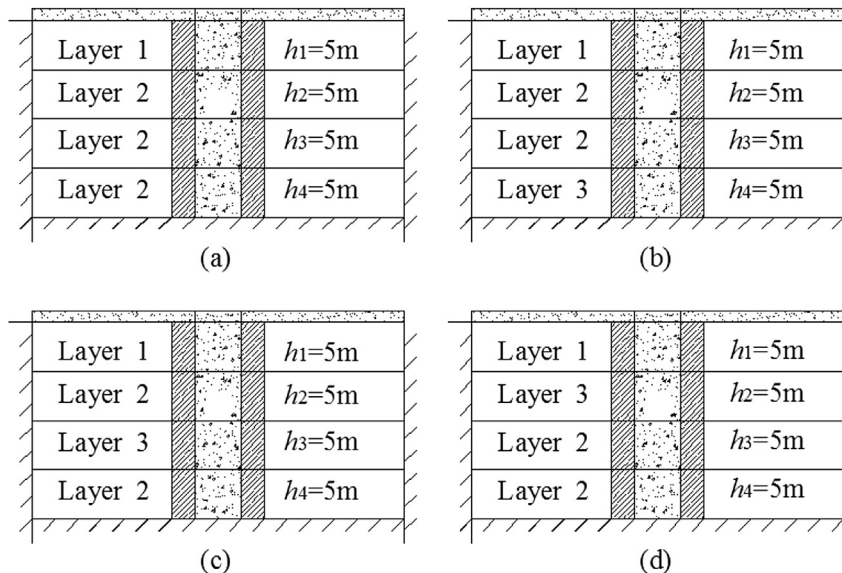 Layer 1 h1=5m
Layer 2 h2=5m
Layer 2 h3=5m
Layer 2 h4=5m
(a)
Layer 1 h1=5m
Layer 2 h2=5m
Layer 2 h3=5m
Layer 3 h4=5m
(b)
Layer 1 h1=5m
Layer 2 h2=5m
Layer 3 h3=5m
Layer 2 h4=5m
(c)
Layer 1 h1=5m
Layer 3 h2=5m
Layer 2 h3=5m
Layer 2 h4=5m
(d)